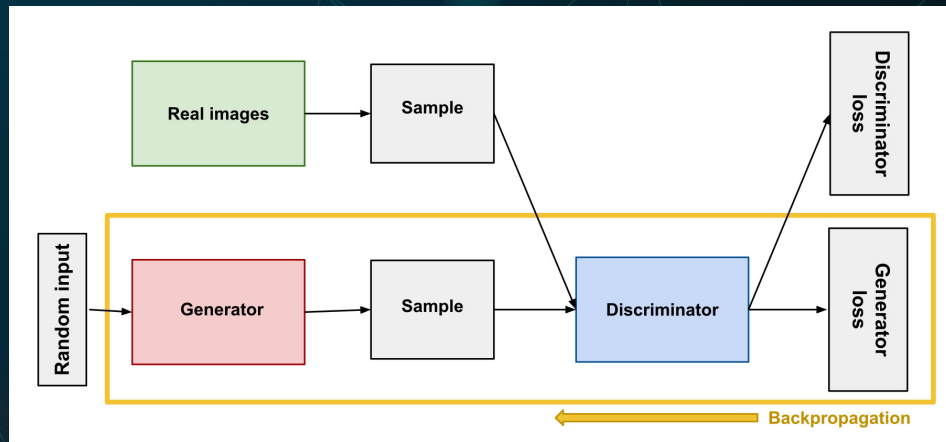 Real images
Sample
Discriminator
loss
Random input
Generator
Sample
Discriminator
Generator
loss
Backpropagation